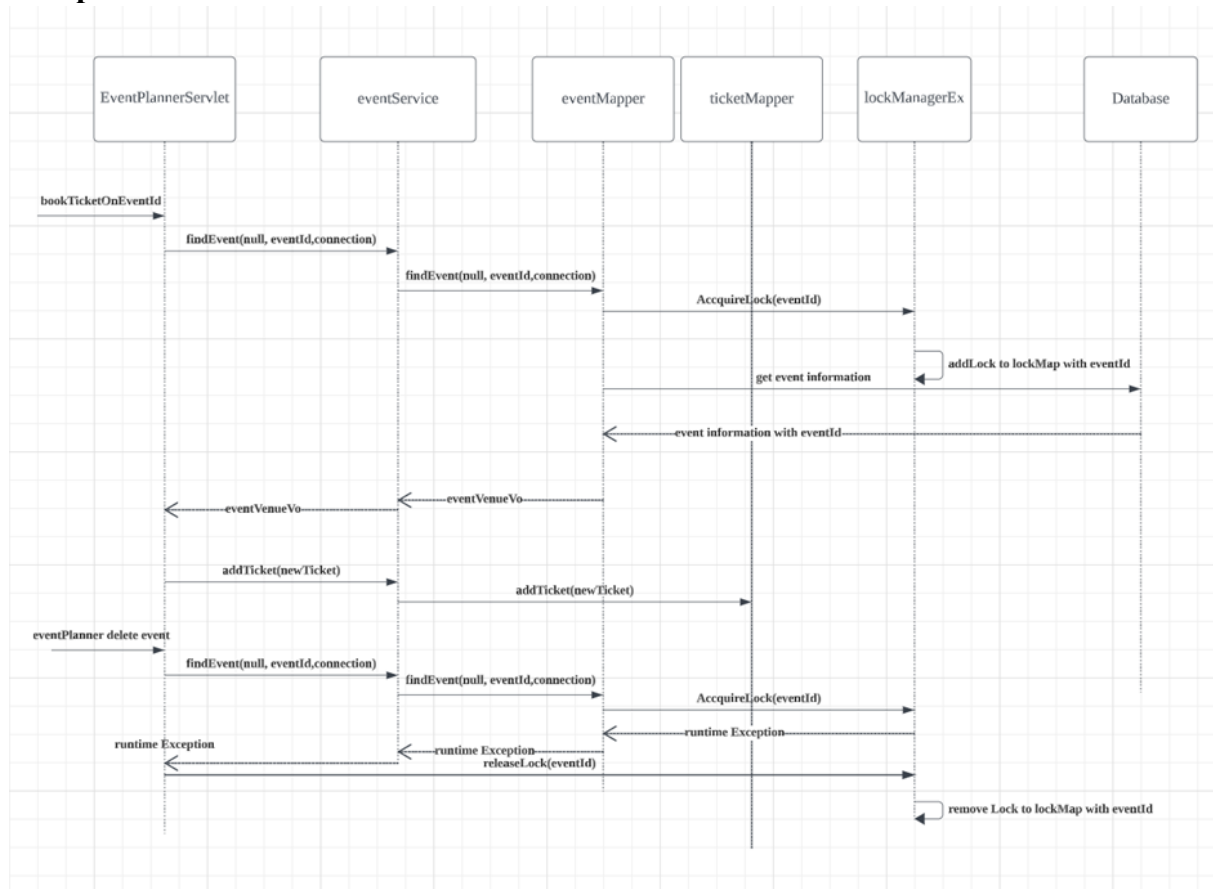 EventPlannerServlet
eventService
eventMapper
ticketMapper
lockManagerEx
Database
bookTicketOnEventId
findEvent(null, eventId,connection)
findEvent(null, eventId,connection)
AccquireLock(eventId)
addLock to lockMap with eventId
get event information
event information with eventId
eventVenueVo
eventVenueVo
addTicket(newTicket)
addTicket(newTicket)
eventPlanner delete event
findEvent(null, eventId,connection)
findEvent(null, eventId,connection)
AccquireLock(eventId)
runtime Exception
runtime Exception
runtime Exception
releaseLock(eventId)
remove Lock to lockMap with eventId